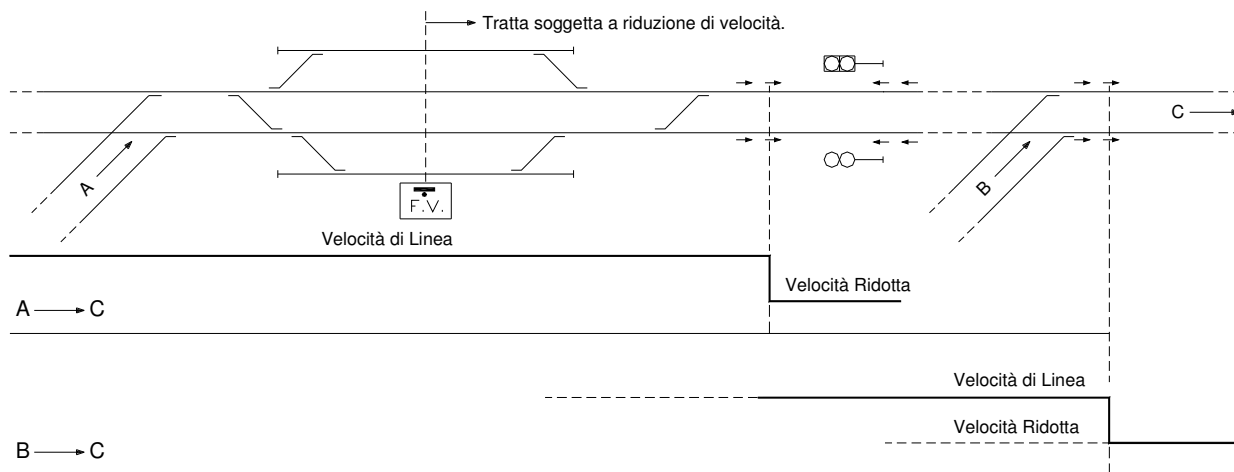 Tratta soggetta a riduzione di velocità.
C
A
B
F.V.
Velocità di Linea
Velocità Ridotta
A C
Velocità di Linea
Velocità Ridotta
B C